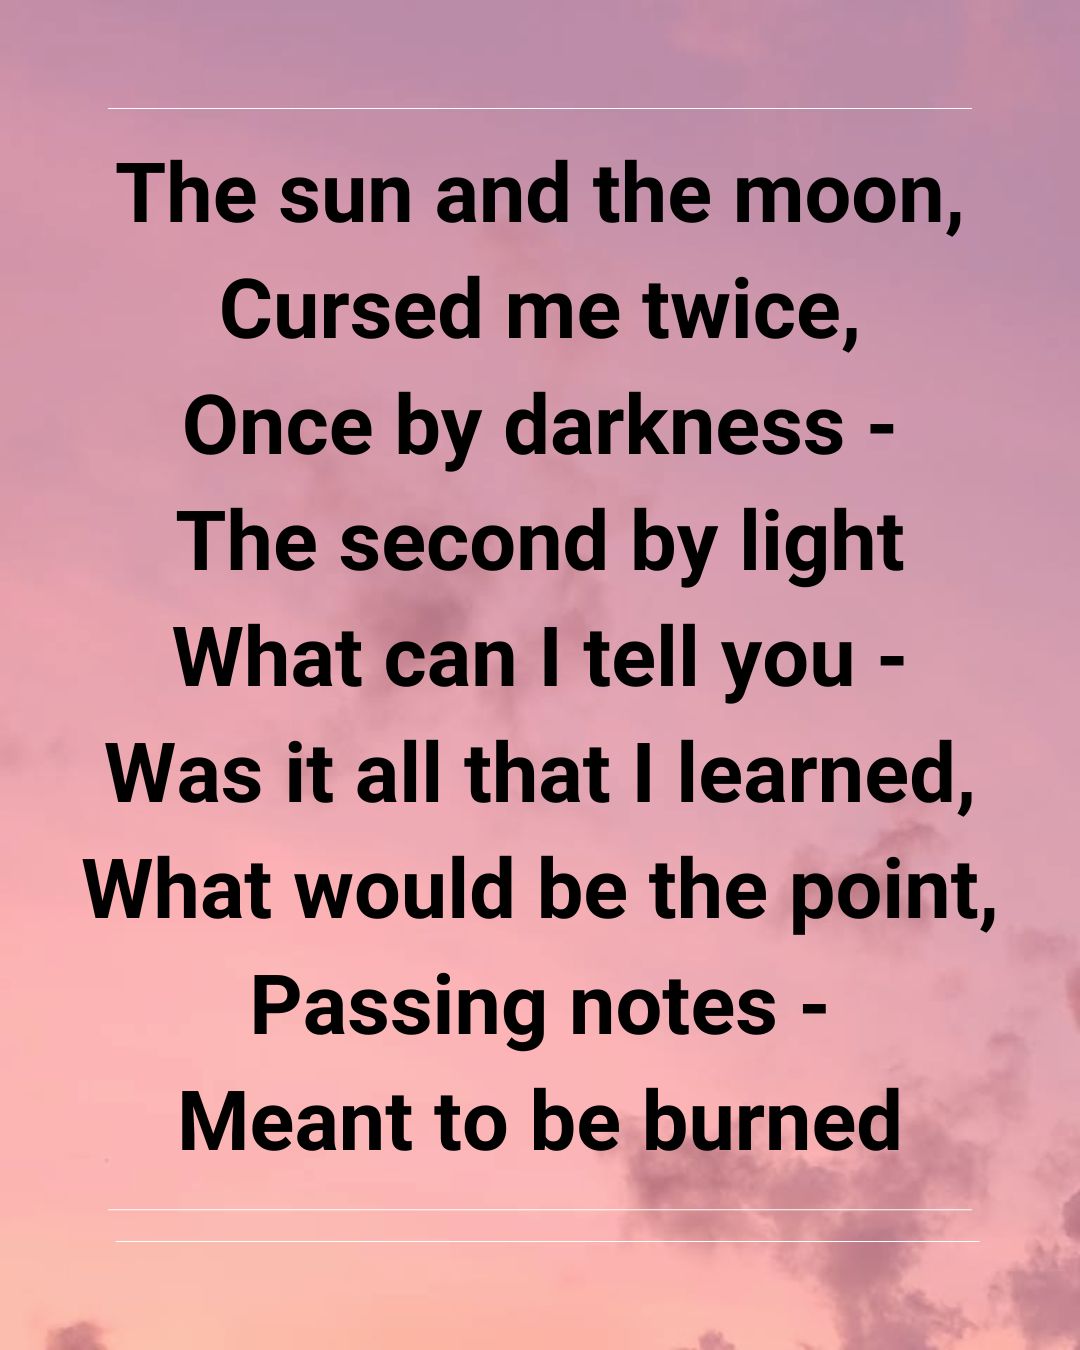 The sun and the moon,
Cursed me twice,
Once by darkness -
The second by light
What can I tell you -
Was it all that I learned,
What would be the point,
Passing notes -
Meant to be burned